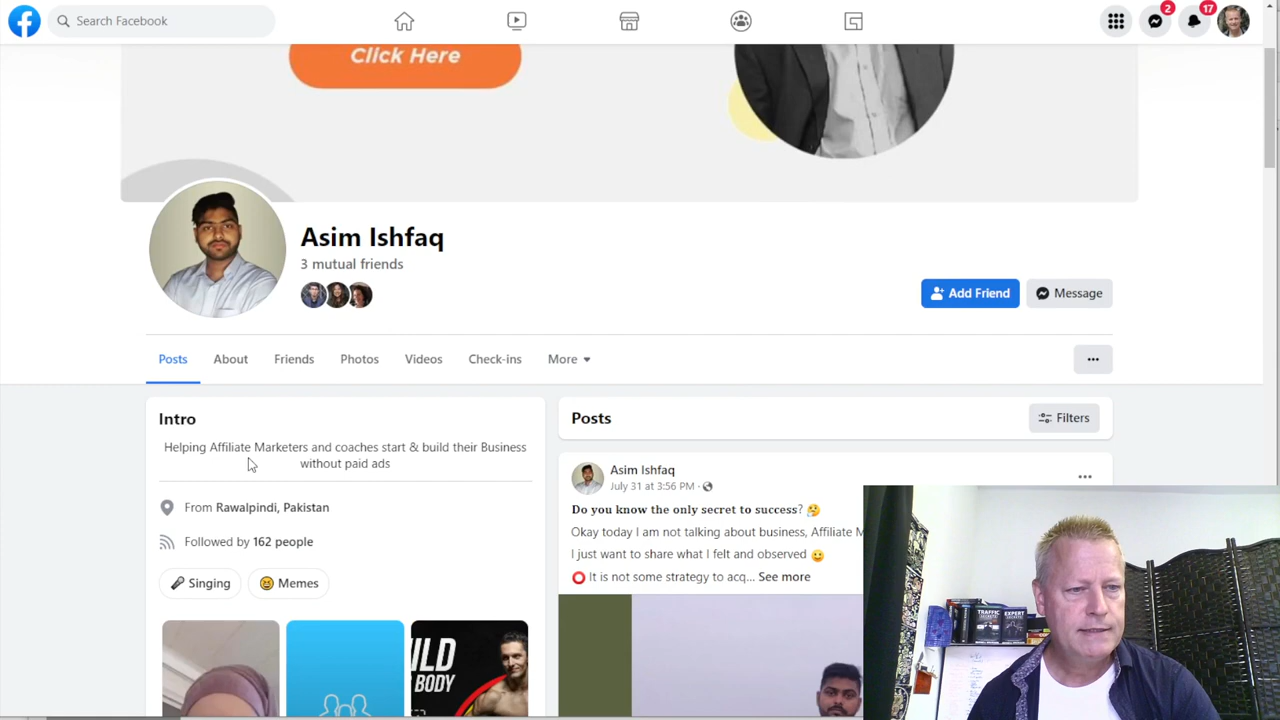 Search Facebook
2
17
Click Here
Asim Ishfaq
3 mutual friends
Add Friend
Message
Posts
About
Friends
Photos
Videos
Check-ins
More
Intro
Helping Affiliate Marketers and coaches start & build their Business
without paid ads
From Rawalpindi, Pakistan
Followed by 162 people
Singing
Memes
ILD
BODY
Posts
Filters
Asim Ishfaq
July 31 at 3:56 PM ·
Do you know the only secret to success?
Okay today I am not talking about business, Affiliate M
I just want to share what I felt and observed
It is not some strategy to acq... See more
TRAFFIC
SECRETS
EXPERT
SECRETS